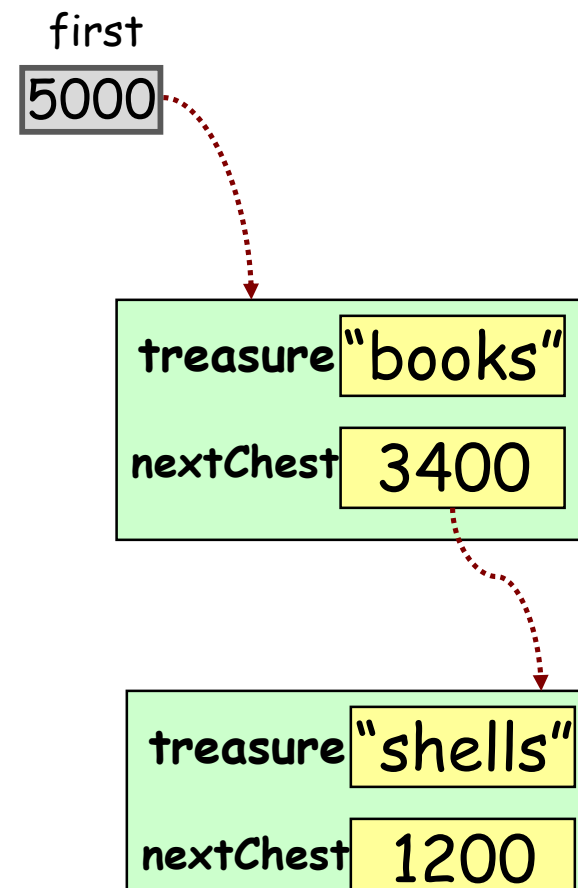 first
5000
treasure "books"
nextChest 3400
treasure "shells"
nextChest 1200